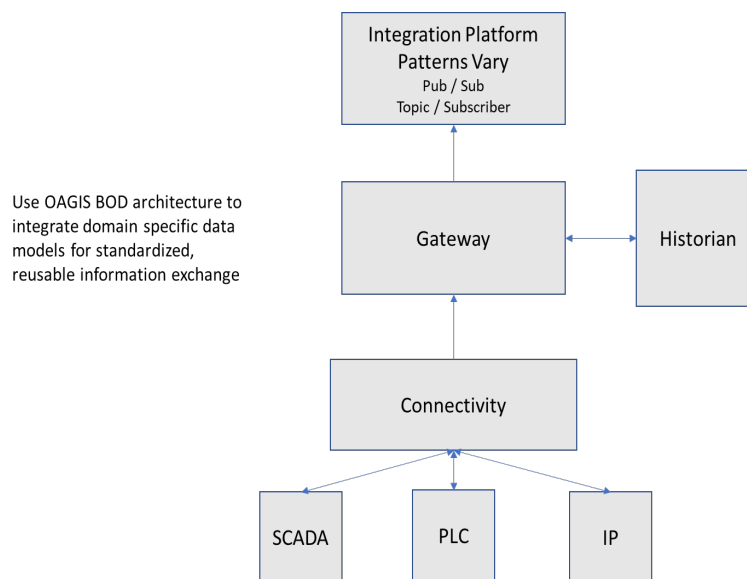 Integration Platform
Patterns Vary
Pub / Sub
Topic / Subscriber
Use OAGIS BOD architecture to
integrate domain specific data
models for standardized,
reusable information exchange
Gateway
Historian
Connectivity
SCADA
PLC
IP